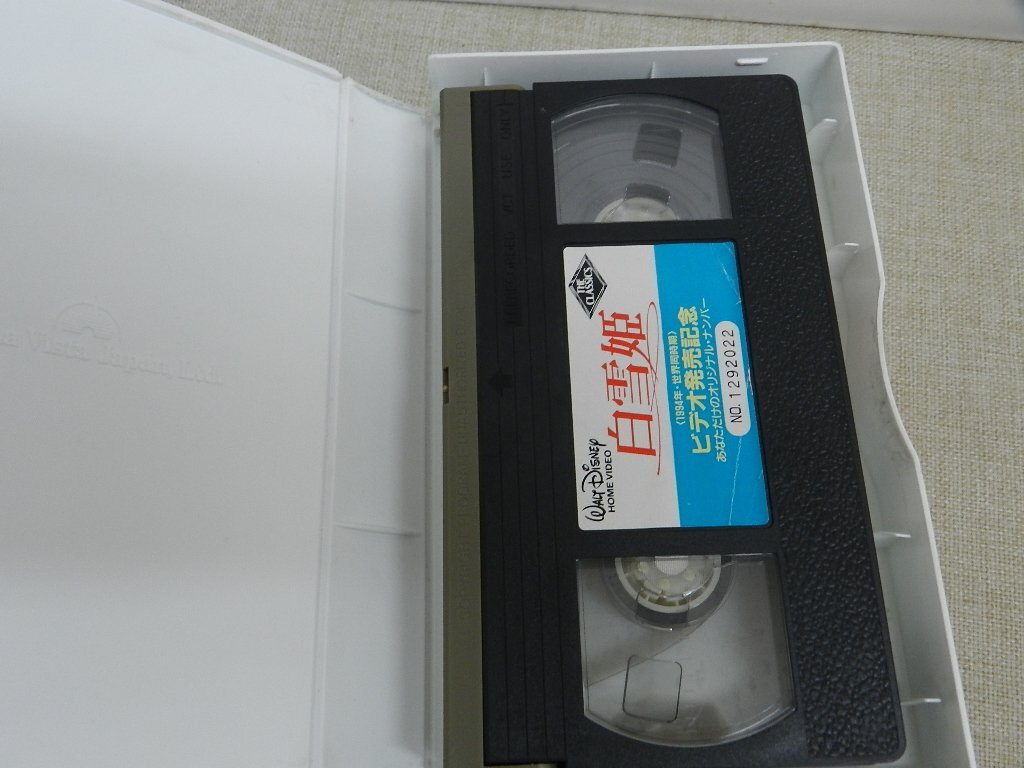 THE
CLASSICS
白雪姫
WALT DISNEY
HOME VIDEO
〈1994年・世界同時期〉
ビデオ発売記念
あなただけのオリジナル・ナンバー
NO. 1292022